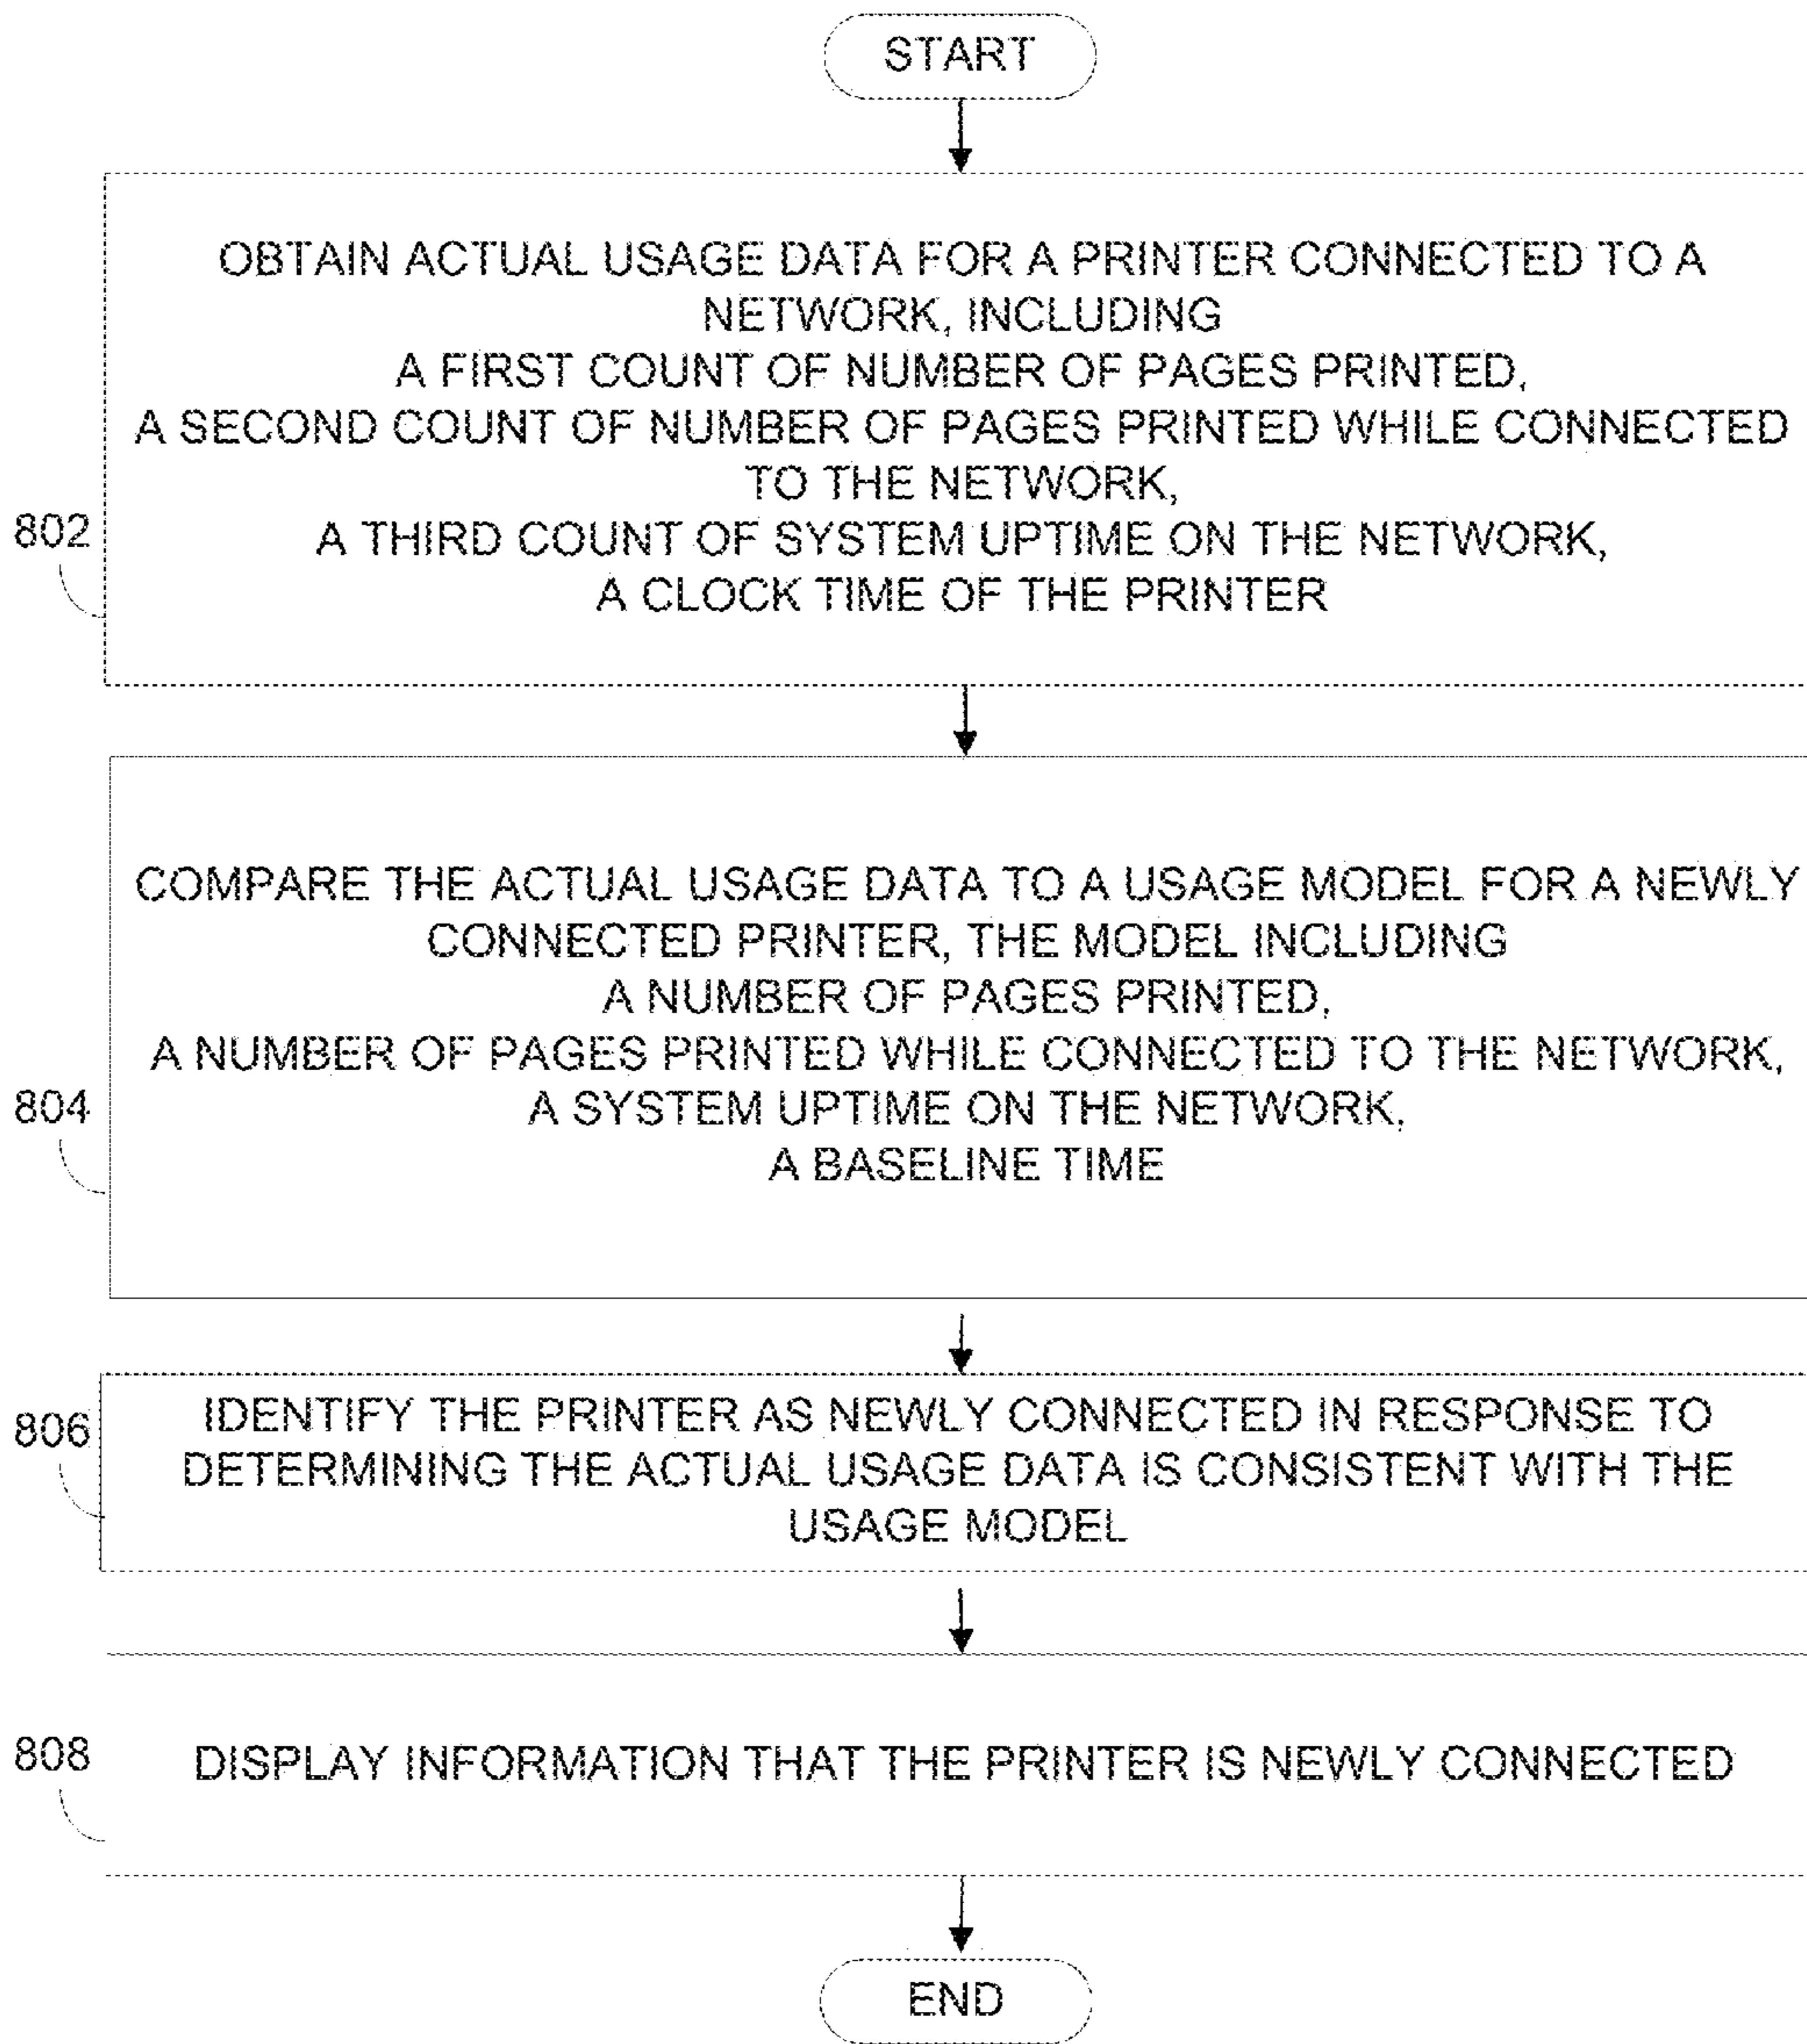 START
OBTAIN ACTUAL USAGE DATA FOR A PRINTER CONNECTED TO A
NETWORK, INCLUDING
A FIRST COUNT OF NUMBER OF PAGES PRINTED,
A SECOND COUNT OF NUMBER OF PAGES PRINTED WHILE CONNECTED
TO THE NETWORK,
A THIRD COUNT OF SYSTEM UPTIME ON THE NETWORK,
A CLOCK TIME OF THE PRINTER
802
COMPARE THE ACTUAL USAGE DATA TO A USAGE MODEL FOR A NEWLY
CONNECTED PRINTER, THE MODEL INCLUDING
A NUMBER OF PAGES PRINTED,
A NUMBER OF PAGES PRINTED WHILE CONNECTED TO THE NETWORK,
A SYSTEM UPTIME ON THE NETWORK,
A BASELINE TIME
804
IDENTIFY THE PRINTER AS NEWLY CONNECTED IN RESPONSE TO
DETERMINING THE ACTUAL USAGE DATA IS CONSISTENT WITH THE
USAGE MODEL
806
DISPLAY INFORMATION THAT THE PRINTER IS NEWLY CONNECTED
808
END